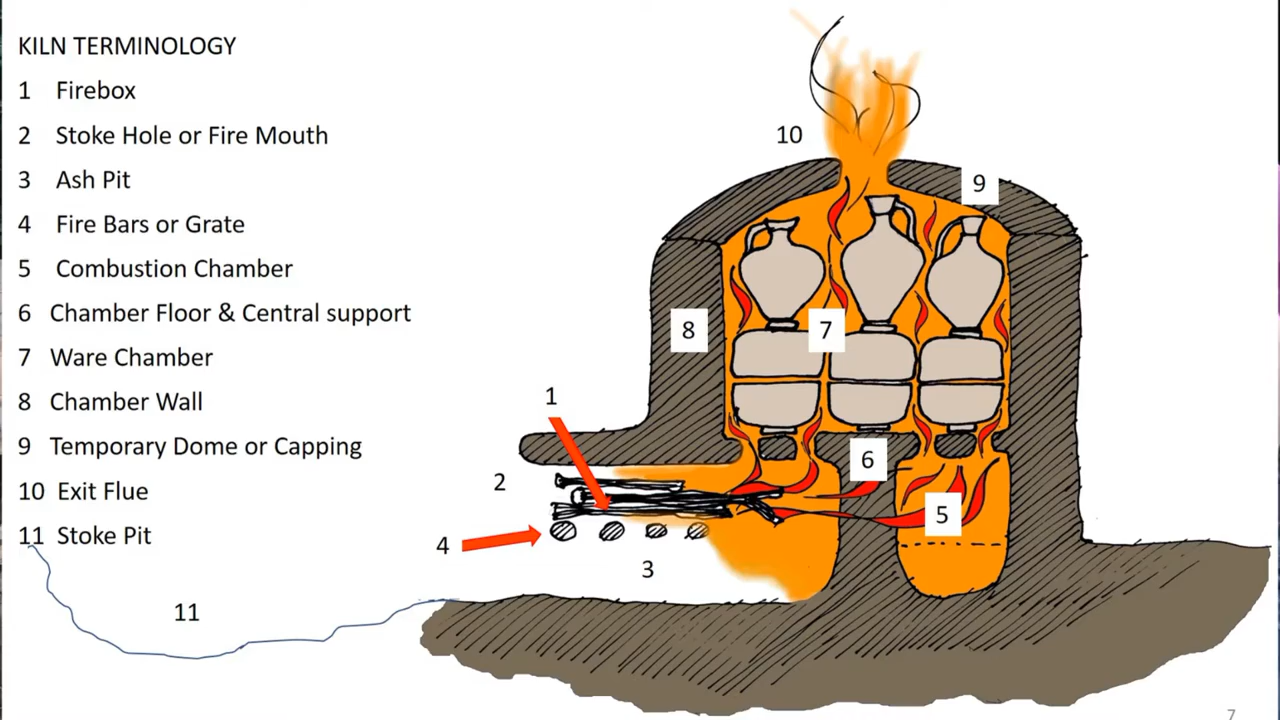 KILN TERMINOLOGY
1 Firebox
2 Stoke Hole or Fire Mouth
3 Ash Pit
4 Fire Bars or Grate
5 Combustion Chamber
6 Chamber Floor & Central support
7 Ware Chamber
8 Chamber Wall
9 Temporary Dome or Capping
10 Exit Flue
11 Stoke Pit
10
9
8
7
1
6
2
5
4
3
11
7